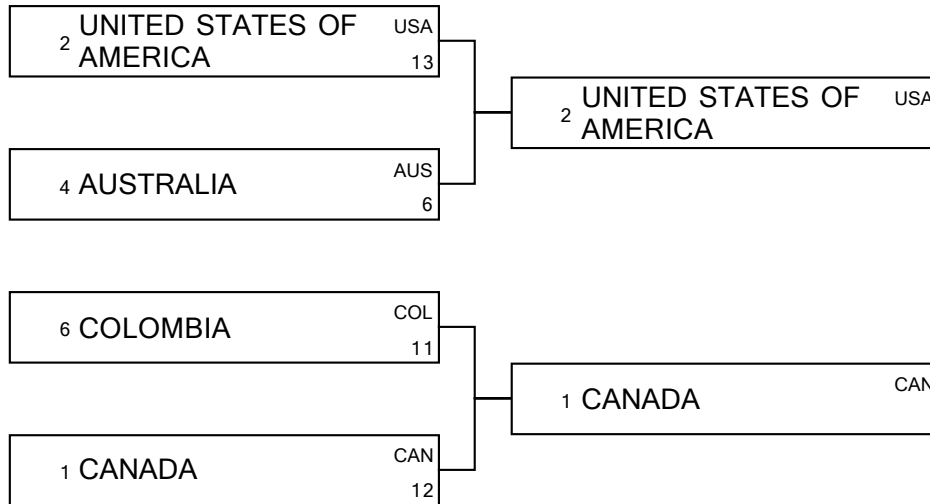 2 UNITED STATES OF AMERICA USA 13
2 UNITED STATES OF AMERICA USA
4 AUSTRALIA AUS 6
6 COLOMBIA COL 11
1 CANADA CAN
1 CANADA CAN 12